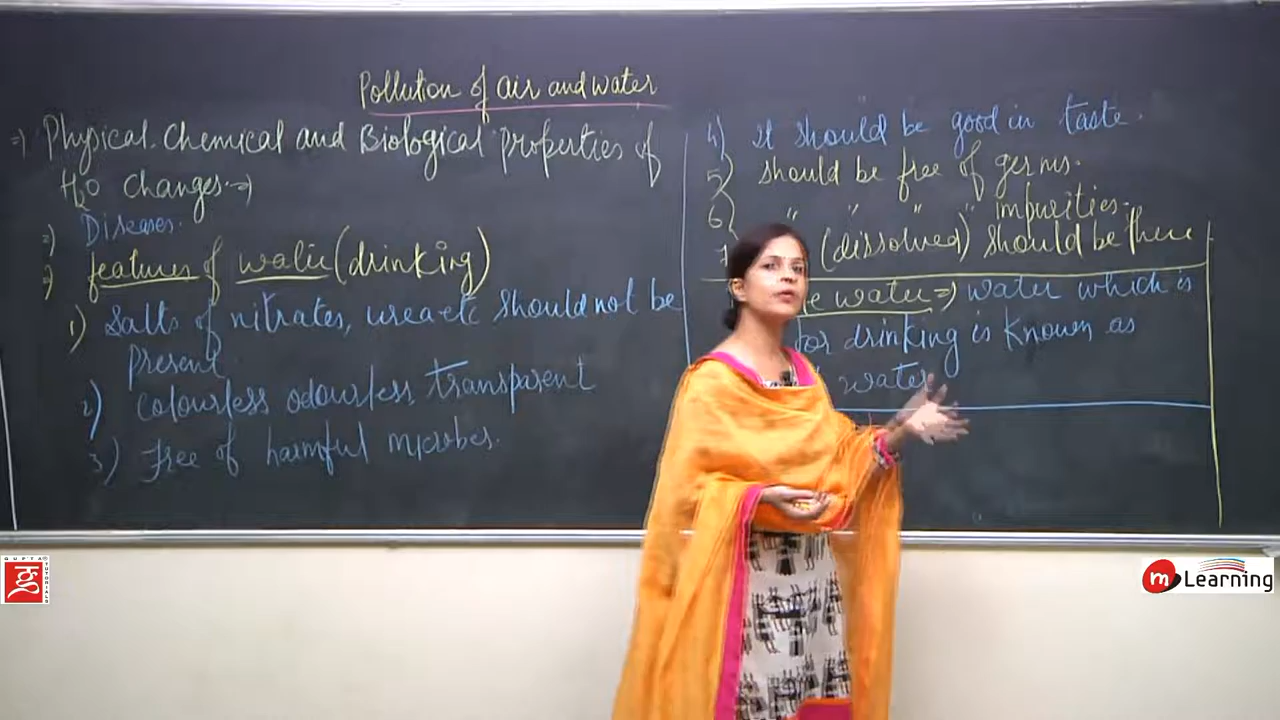 Pollution of air and water
=> Physical. Chemical and Biological properties of
H2O changes. =>
=> Diseases.
=> features of water (drinking)
1) Salts of nitrates, urea etc should not be
present.
2) colourless odourless, transparent
3) Free of harmful microbes.
4) it should be good in taste.
5) should be free of germs.
6) " " " " impurities.
7 (dissolved) should be there
e water => water which is
for drinking is known as
water
GUPTA®
TUTORIALS
m Learning